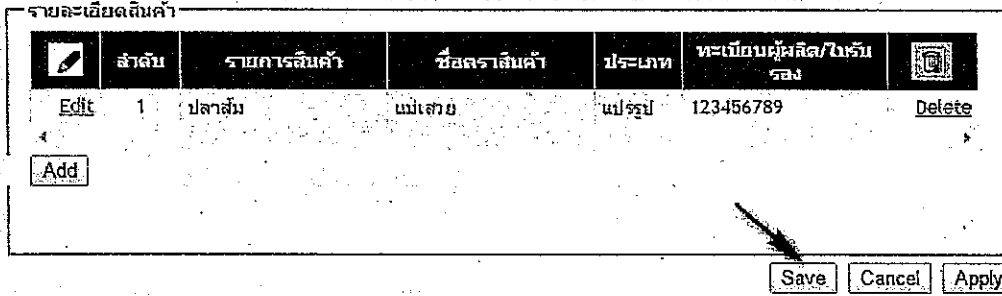 รายละเอียดสินค้า
ลำดับ รายการสินค้า ชื่อตราสินค้า ประเภท ทะเบียนผู้ผลิต/ใบรับ
รอง
Edit 1 ปลาส้ม แม่เสวย แปรรูป 123456789 Delete
Add
Save Cancel Apply